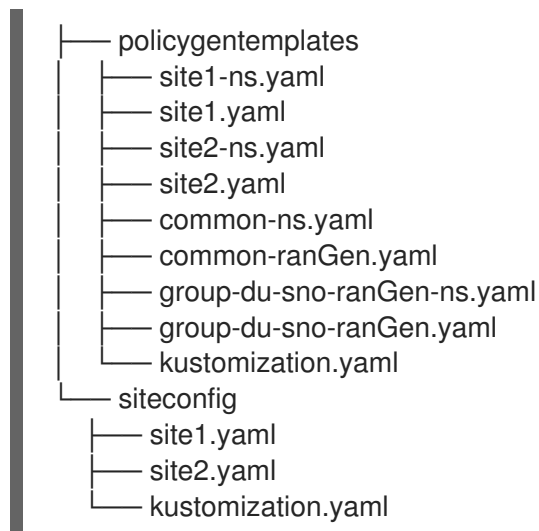 ├── policygentemplates
│   ├── site1-ns.yaml
│   ├── site1.yaml
│   ├── site2-ns.yaml
│   ├── site2.yaml
│   ├── common-ns.yaml
│   ├── common-ranGen.yaml
│   ├── group-du-sno-ranGen-ns.yaml
│   ├── group-du-sno-ranGen.yaml
│   └── kustomization.yaml
└── siteconfig
    ├── site1.yaml
    ├── site2.yaml
    └── kustomization.yaml